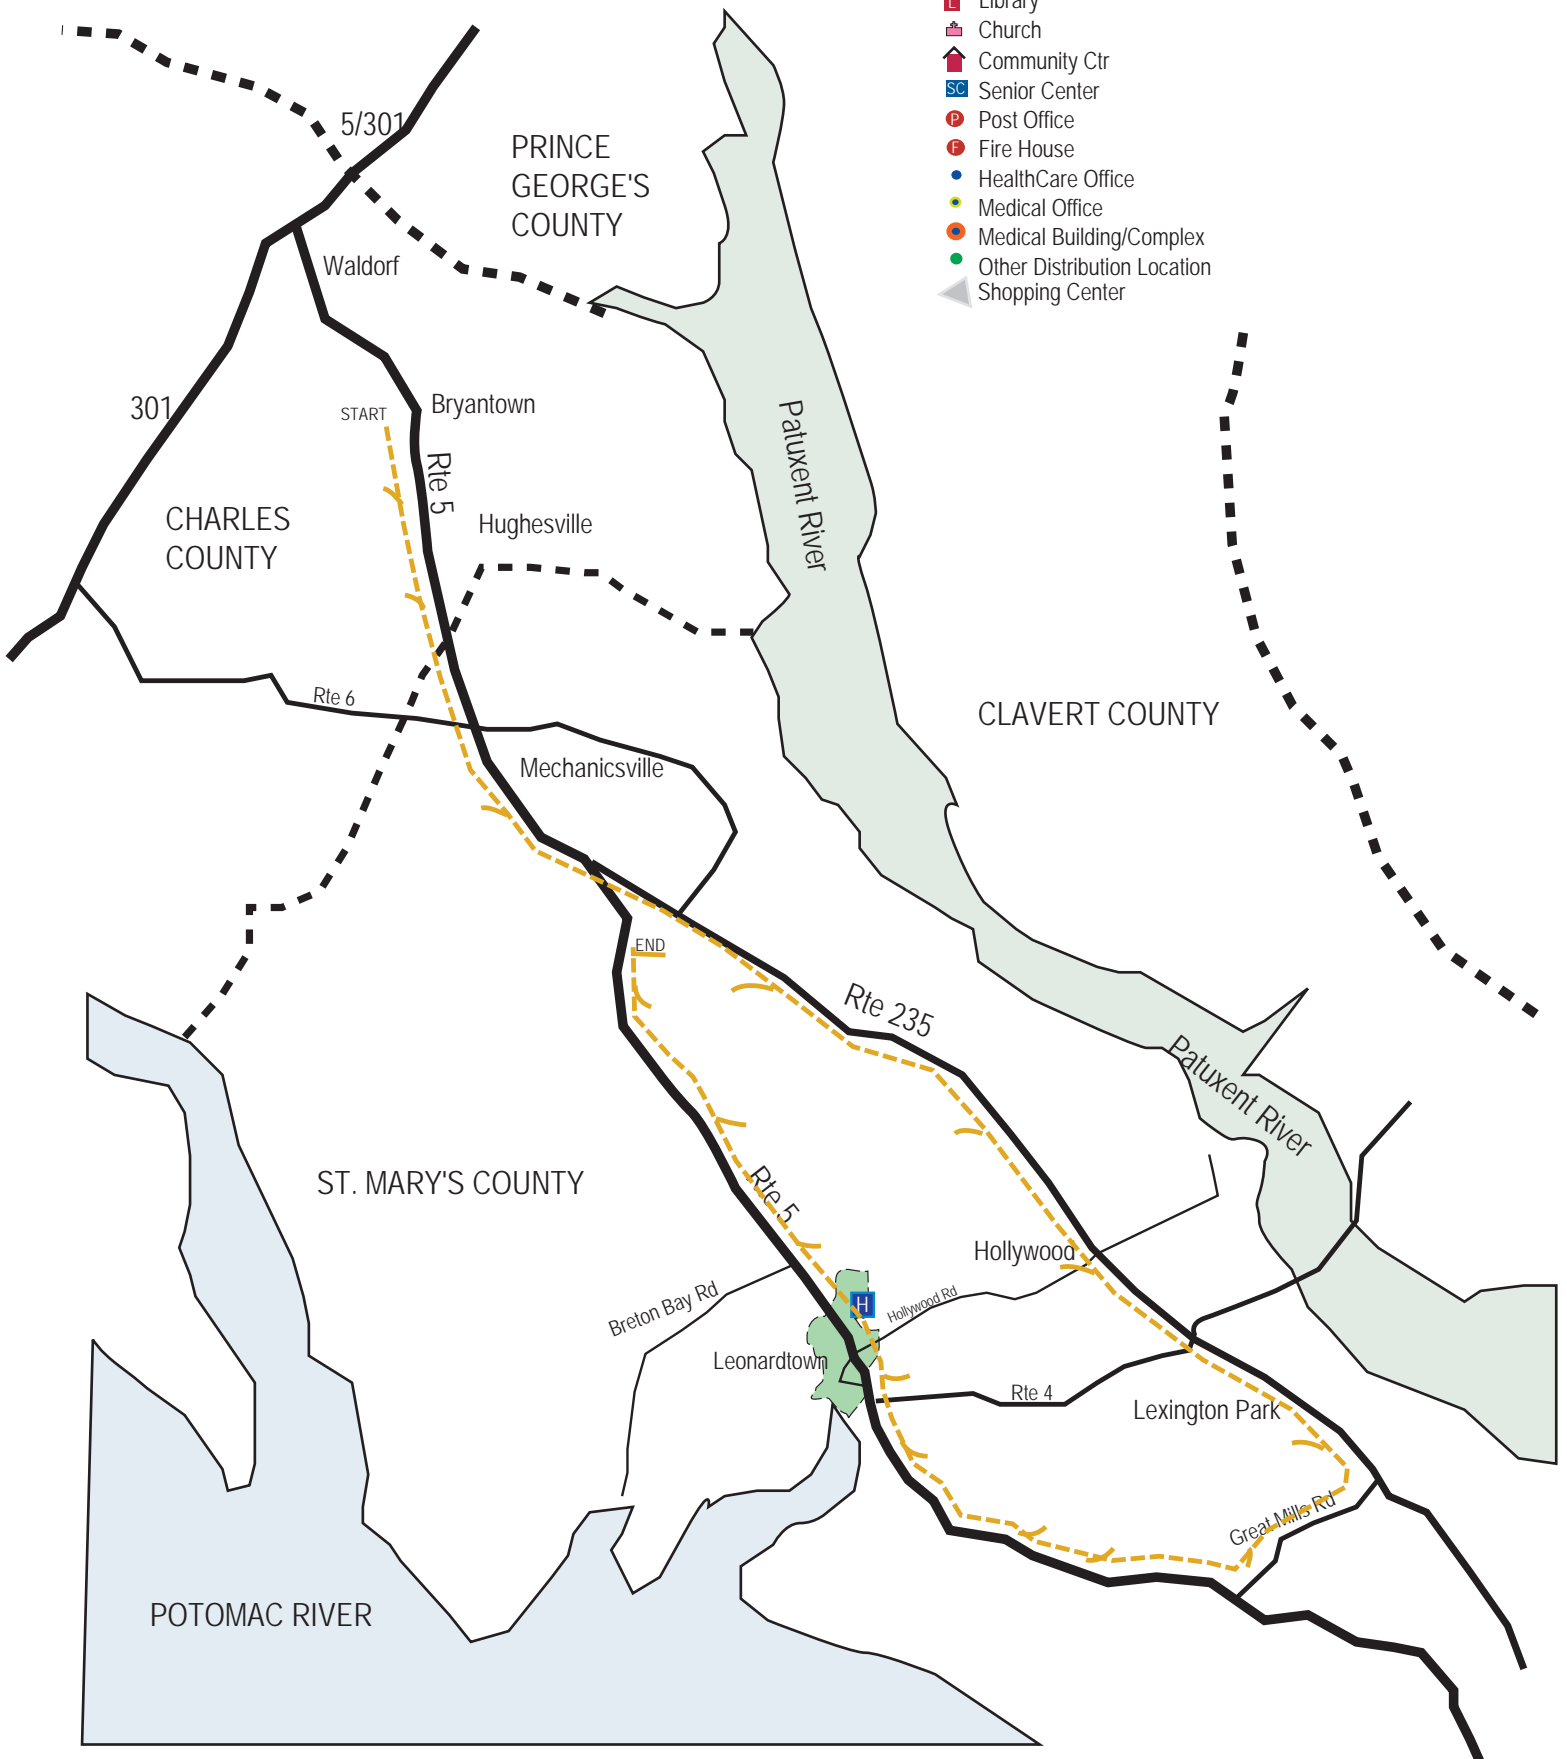 L Library
Church
Community Ctr
SC Senior Center
P Post Office
F Fire House
HealthCare Office
Medical Office
Medical Building/Complex
Other Distribution Location
Shopping Center
5/301
PRINCE
GEORGE'S
COUNTY
Waldorf
301
START
Bryantown
Rte 5
Patuxent River
CHARLES
COUNTY
Hughesville
Rte 6
CLAVERT COUNTY
Mechanicsville
END
Rte 235
Patuxent River
ST. MARY'S COUNTY
Rte 5
Hollywood
Breton Bay Rd
H
Hollywood Rd
Leonardtown
Rte 4
Lexington Park
Great Mills Rd
POTOMAC RIVER